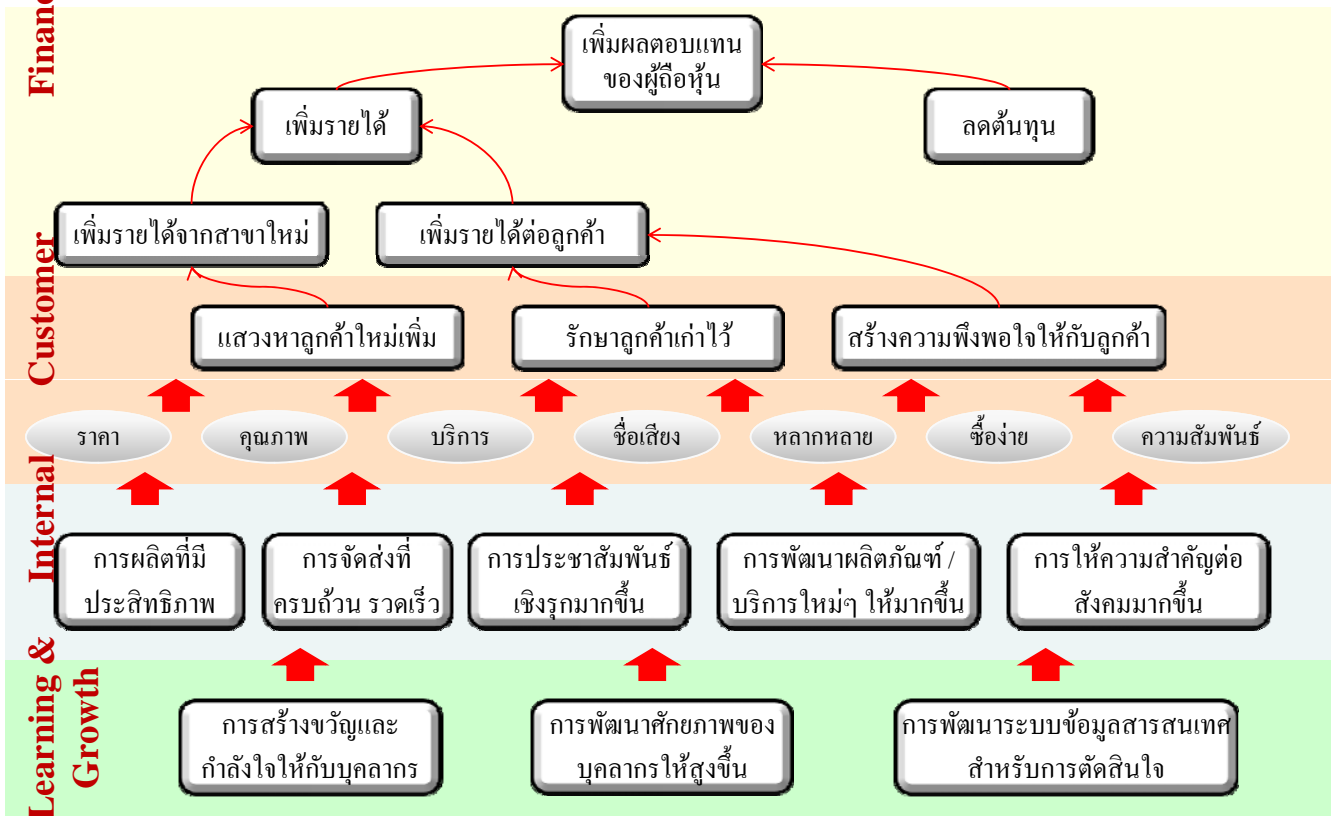 Financ
เพิ่มผลตอบแทน
ของผู้ถือหุ้น
เพิ่มรายได้
ลดต้นทุน
เพิ่มรายได้จากสาขาใหม่
เพิ่มรายได้ต่อลูกค้า
Customer
แสวงหาลูกค้าใหม่เพิ่ม
รักษาลูกค้าเก่าไว้
สร้างความพึงพอใจให้กับลูกค้า
ราคา
คุณภาพ
บริการ
ชื่อเสียง
หลากหลาย
ซื้อง่าย
ความสัมพันธ์
Internal
การผลิตที่มี
ประสิทธิภาพ
การจัดส่งที่
ครบถ้วน รวดเร็ว
การประชาสัมพันธ์
เชิงรุกมากขึ้น
การพัฒนาผลิตภัณฑ์ /
บริการใหม่ๆ ให้มากขึ้น
การให้ความสำคัญต่อ
สังคมมากขึ้น
Learning &
Growth
การสร้างขวัญและ
กำลังใจให้กับบุคลากร
การพัฒนาศักยภาพของ
บุคลากรให้สูงขึ้น
การพัฒนาระบบข้อมูลสารสนเทศ
สำหรับการตัดสินใจ